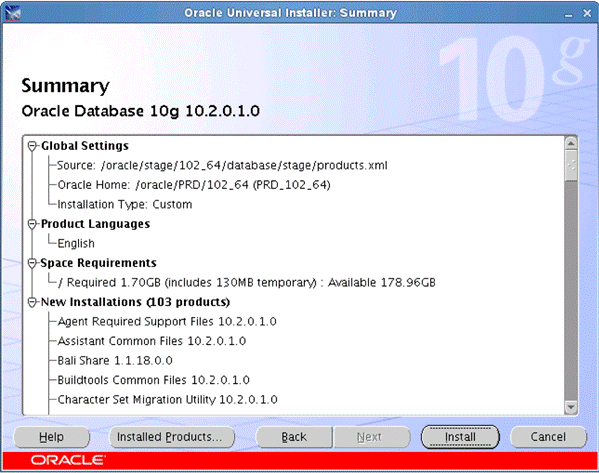 Oracle Universal Installer: Summary
10g
Summary
Oracle Database 10g 10.2.0.1.0
Global Settings
Source: /oracle/stage/102_64/database/stage/products.xml
Oracle Home: /oracle/PRD/102_64 (PRD_102_64)
Installation Type: Custom
Product Languages
English
Space Requirements
/ Required 1.70GB (includes 130MB temporary) : Available 178.96GB
New Installations (103 products)
Agent Required Support Files 10.2.0.1.0
Assistant Common Files 10.2.0.1.0
Bali Share 1.1.18.0.0
Buildtools Common Files 10.2.0.1.0
Character Set Migration Utility 10.2.0.1.0
Help Installed Products... Back Next Install Cancel
ORACLE